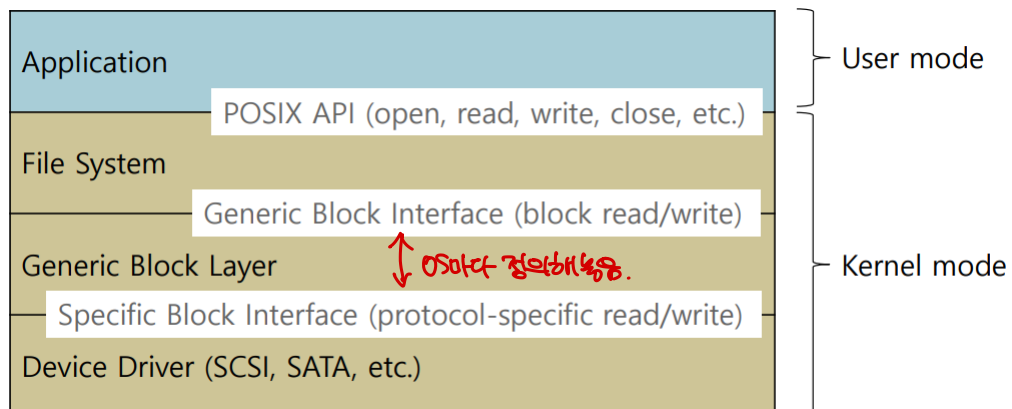 Application
User mode
POSIX API (open, read, write, close, etc.)
File System
Generic Block Interface (block read/write)
Generic Block Layer
OS마다 정의해놓음.
Kernel mode
Specific Block Interface (protocol-specific read/write)
Device Driver (SCSI, SATA, etc.)